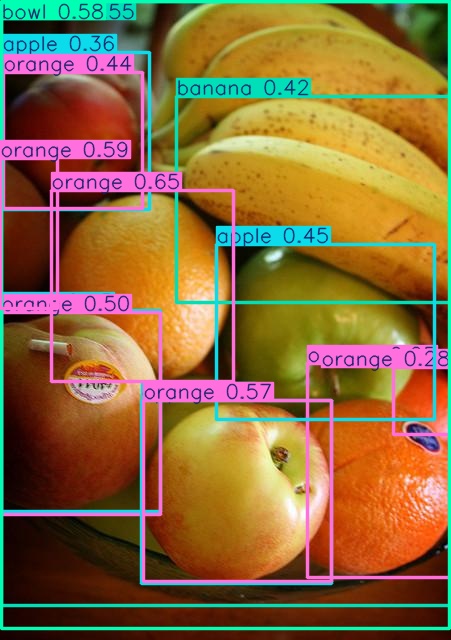 bowl 0.58 55
apple 0.36
orange 0.44
banana 0.42
orange 0.59
orange 0.65
apple 0.45
orange 0.50
orange 0.28
orange 0.57